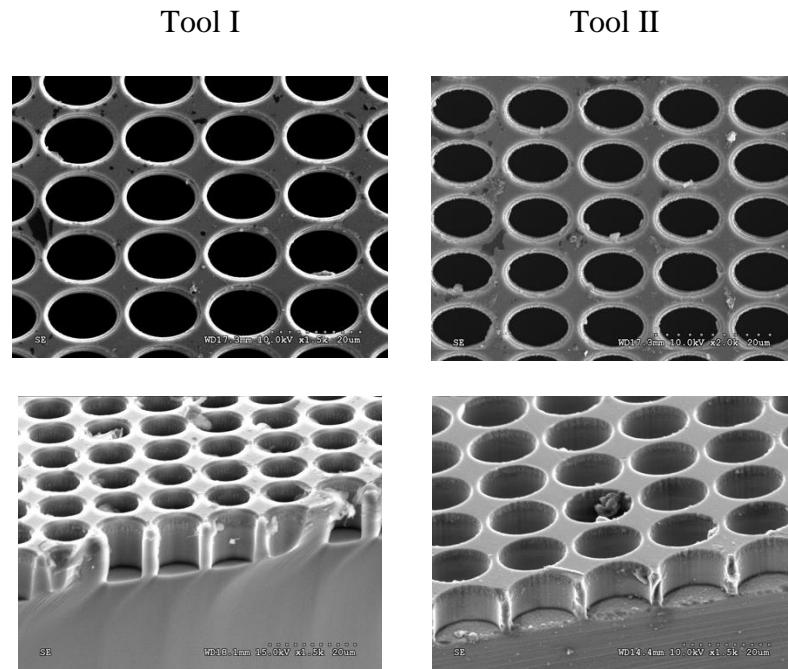 Tool I
Tool II
SE WD17.3mm 10.0kV x1.5k 20um
SE WD17.3mm 10.0kV x2.0k 20um
SE WD18.1mm 15.0kV x1.5k 20um
SE WD14.4mm 10.0kV x1.5k 20um